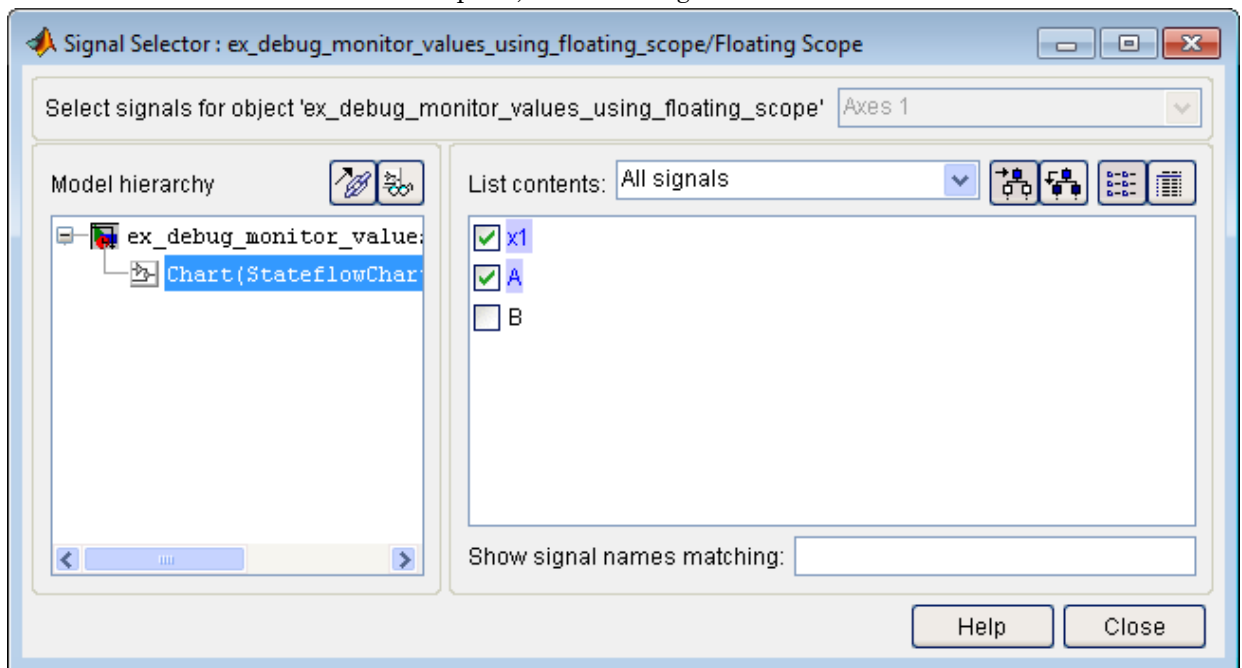 Signal Selector : ex_debug_monitor_values_using_floating_scope/Floating Scope
Select signals for object 'ex_debug_monitor_values_using_floating_scope' Axes 1
Model hierarchy
ex_debug_monitor_value
Chart(StateflowChar
List contents: All signals
x1
A
B
Show signal names matching:
Help Close